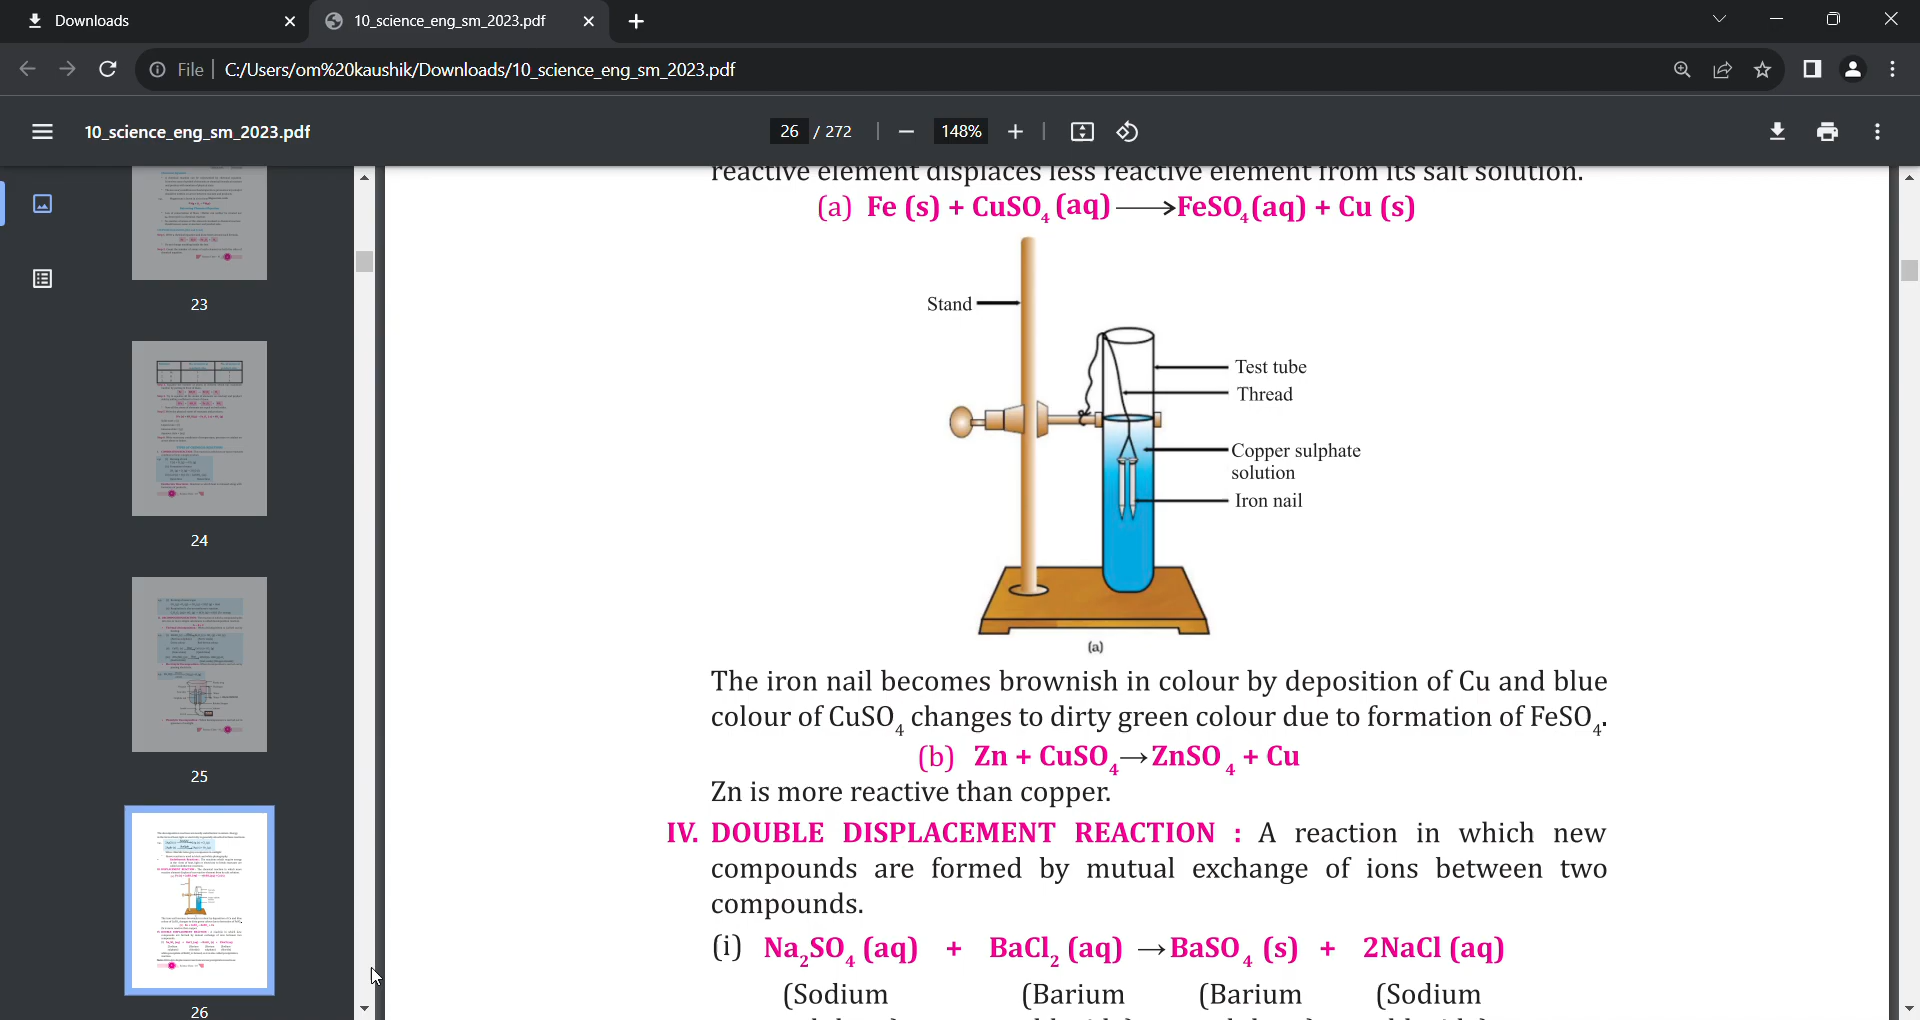 Downloads
10_science_eng_sm_2023.pdf
File
C:/Users/om%20kaushik/Downloads/10_science_eng_sm_2023.pdf
10_science_eng_sm_2023.pdf
26 / 272
148%
23
24
25
26
reactive element displaces less reactive element from its salt solution.
(a) Fe (s) + CuSO₄ (aq) ⟶ FeSO₄ (aq) + Cu (s)
Stand
Test tube
Thread
Copper sulphate
solution
Iron nail
(a)
The iron nail becomes brownish in colour by deposition of Cu and blue
colour of CuSO₄ changes to dirty green colour due to formation of FeSO₄.
(b) Zn + CuSO₄ → ZnSO₄ + Cu
Zn is more reactive than copper.
IV. DOUBLE DISPLACEMENT REACTION : A reaction in which new
compounds are formed by mutual exchange of ions between two
compounds.
(i) Na₂SO₄ (aq) + BaCl₂ (aq) → BaSO₄ (s) + 2NaCl (aq)
(Sodium (Barium (Barium (Sodium